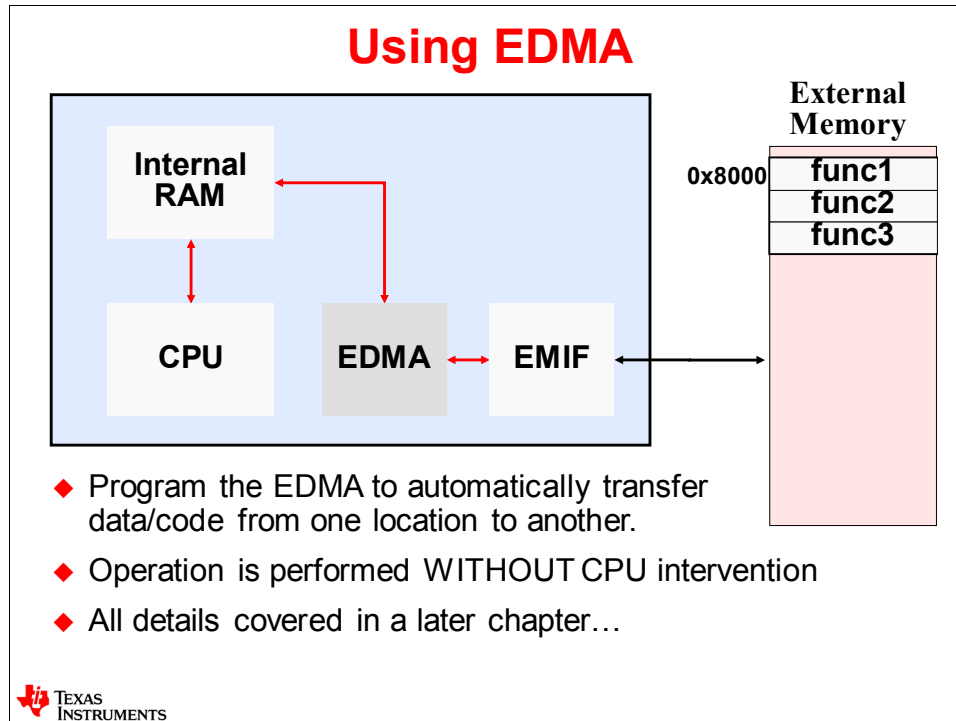 Using EDMA
External
Memory
Internal
RAM
0x8000
func1
func2
func3
CPU
EDMA
EMIF
◆ Program the EDMA to automatically transfer
data/code from one location to another.
◆ Operation is performed WITHOUT CPU intervention
◆ All details covered in a later chapter…
TEXAS
INSTRUMENTS